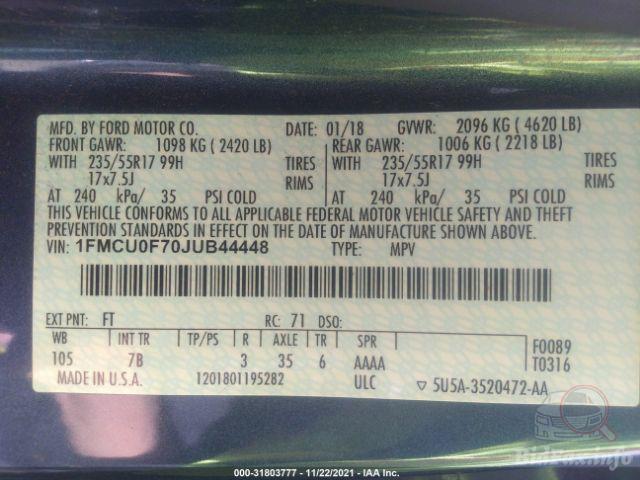 MFD. BY FORD MOTOR CO. DATE: 01/18 GVWR: 2096 KG ( 4620 LB)
FRONT GAWR: 1098 KG ( 2420 LB) REAR GAWR: 1006 KG ( 2218 LB)
WITH 235/55R17 99H TIRES WITH 235/55R17 99H TIRES
17x7.5J RIMS 17x7.5J RIMS
AT 240 kPa/ 35 PSI COLD AT 240 kPa/ 35 PSI COLD
THIS VEHICLE CONFORMS TO ALL APPLICABLE FEDERAL MOTOR VEHICLE SAFETY AND THEFT
PREVENTION STANDARDS IN EFFECT ON THE DATE OF MANUFACTURE SHOWN ABOVE.
VIN: 1FMCU0F70JUB44448 TYPE: MPV
EXT PNT: FT RC: 71 DSO:
WB INT TR TP/PS R AXLE TR SPR F0089
105 7B 3 35 6 AAAA T0316
MADE IN U.S.A. 1201801195282 ULC ▽ 5U5A-3520472-AA
BidFax.info
000-31803777 - 11/22/2021 - IAA Inc.